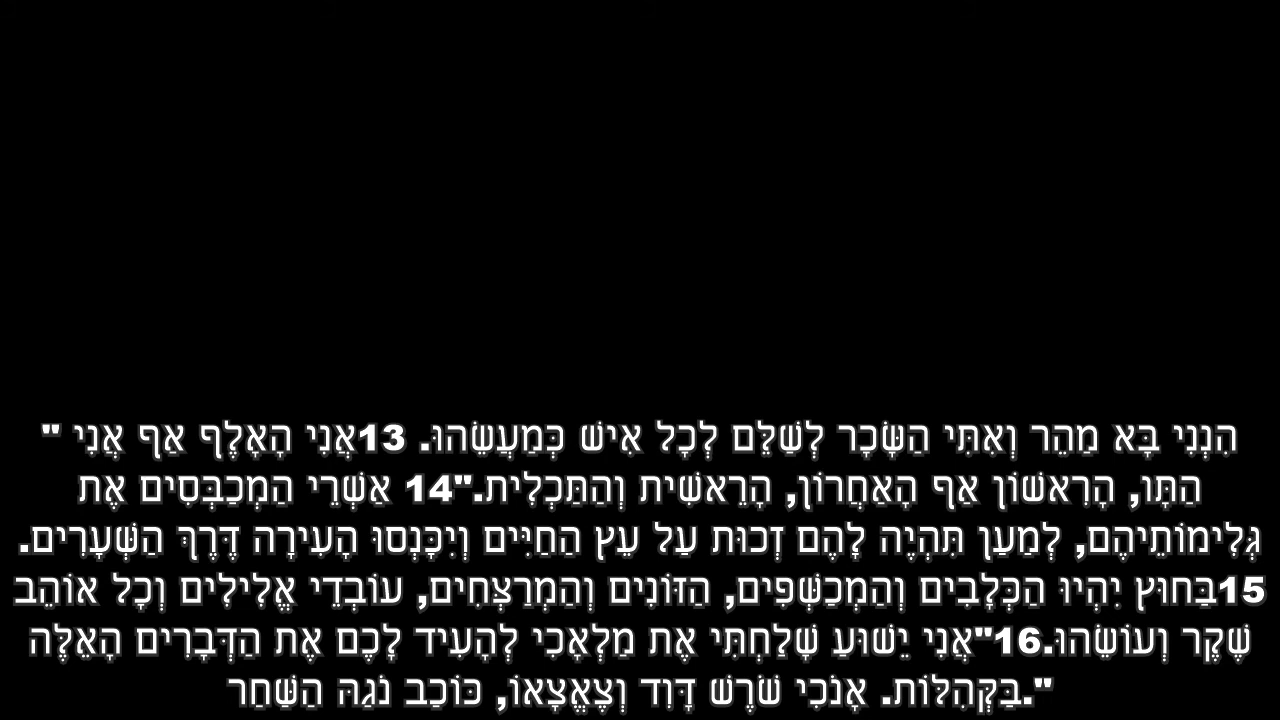 הִנְנִי בָּא מַהֵר וְאִתִּי הַשָּׂכָר לְשַׁלֵּם לְכָל אִישׁ כְּמַעֲשֵׂהוּ. 13אֲנִי הָאָלֶף אַף אֲנִי "
הַתָּו, הָרִאשׁוֹן אַף הָאַחֲרוֹן, הָרֵאשִׁית וְהַתַּכְלִית."14 אַשְׁרֵי הַמְכַבְּסִים אֶת
גְּלִימוֹתֵיהֶם, לְמַעַן תִּהְיֶה לָהֶם זְכוּת עַל עֵץ הַחַיִּים וְיִכָּנְסוּ הָעִירָה דֶּרֶךְ הַשְּׁעָרִים.
15בַּחוּץ יִהְיוּ הַכְּלָבִים וְהַמְכַשְּׁפִים, הַזּוֹנִים וְהַמְרַצְּחִים, עוֹבְדֵי אֱלִילִים וְכָל אוֹהֵב
שֶׁקֶר וְעוֹשֵׂהוּ.16"אֲנִי יֵשׁוּעַ שָׁלַחְתִּי אֶת מַלְאָכִי לְהָעִיד לָכֶם אֶת הַדְּבָרִים הָאֵלֶּה
".בַּקְּהִלּוֹת. אָנֹכִי שֹׁרֶשׁ דָּוִד וְצֶאֱצָאוֹ, כּוֹכַב נֹגַהּ הַשַּׁחַר